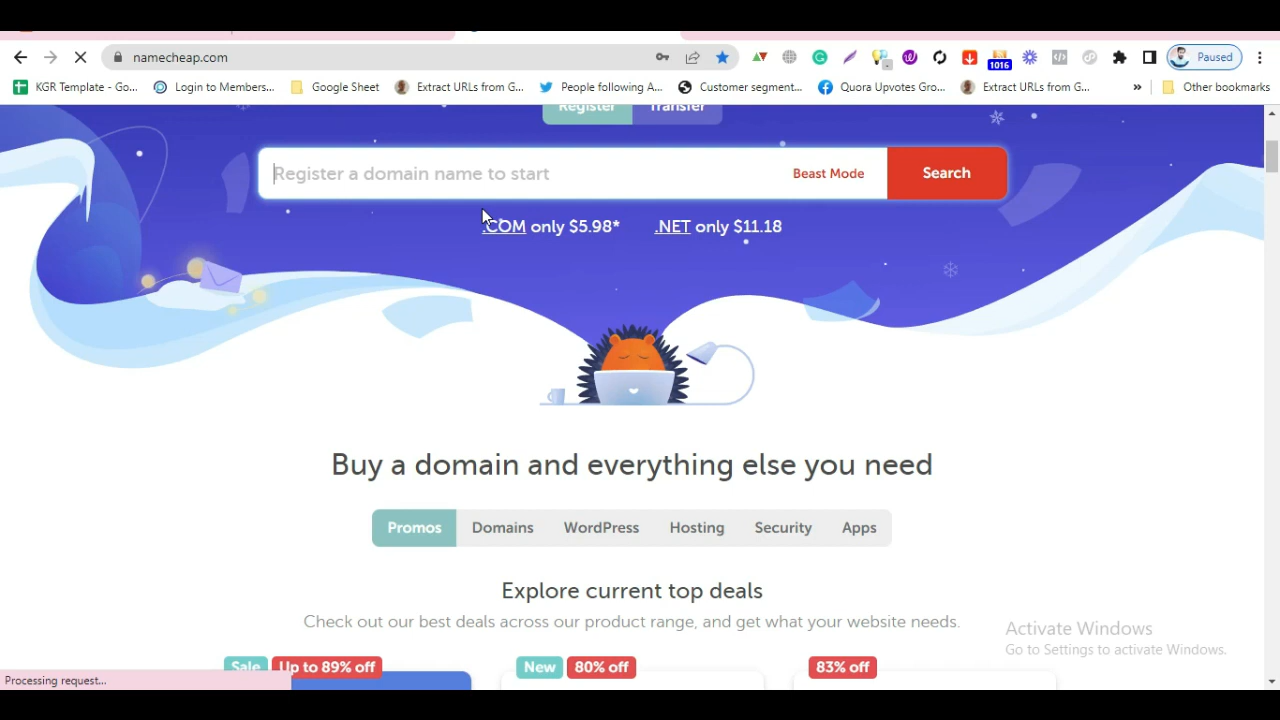 namecheap.com
1016
Paused
KGR Template - Go...
Login to Members...
Google Sheet
Extract URLs from G...
People following A...
Customer segment...
Quora Upvotes Gro...
Extract URLs from G...
»
Other bookmarks
Register
Transfer
Register a domain name to start
Beast Mode
Search
.COM only $5.98*
.NET only $11.18
Buy a domain and everything else you need
Promos
Domains
WordPress
Hosting
Security
Apps
Explore current top deals
Check out our best deals across our product range, and get what your website needs.
Activate Windows
Go to Settings to activate Windows.
Sale
Up to 89% off
New
80% off
83% off
Processing request...